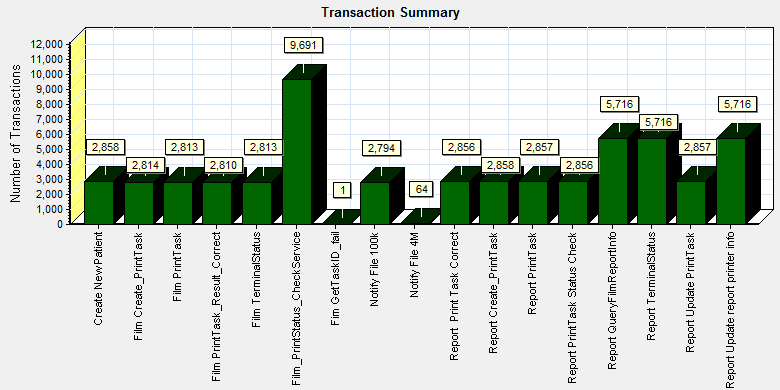 Transaction Summary
Number of Transactions
12,000
11,000
10,000
9,000
8,000
7,000
6,000
5,000
4,000
3,000
2,000
1,000
0
2,858
2,814
2,813
2,810
2,813
9,691
1
2,794
64
2,856
2,858
2,857
2,856
5,716
5,716
2,857
5,716
Create NewPatient
Film Create_PrintTask
Film PrintTask
Film PrintTask_Result_Correct
Film TerminalStatus
Film_PrintStatus_CheckService
Fim GetTaskID_fail
Notify File 100k
Notify File 4M
Report Print Task Correct
Report Create_PrintTask
Report PrintTask
Report PrintTask Status Check
Report QueryFilmReportInfo
Report TerminalStatus
Report Update PrintTask
Report Update report printer info